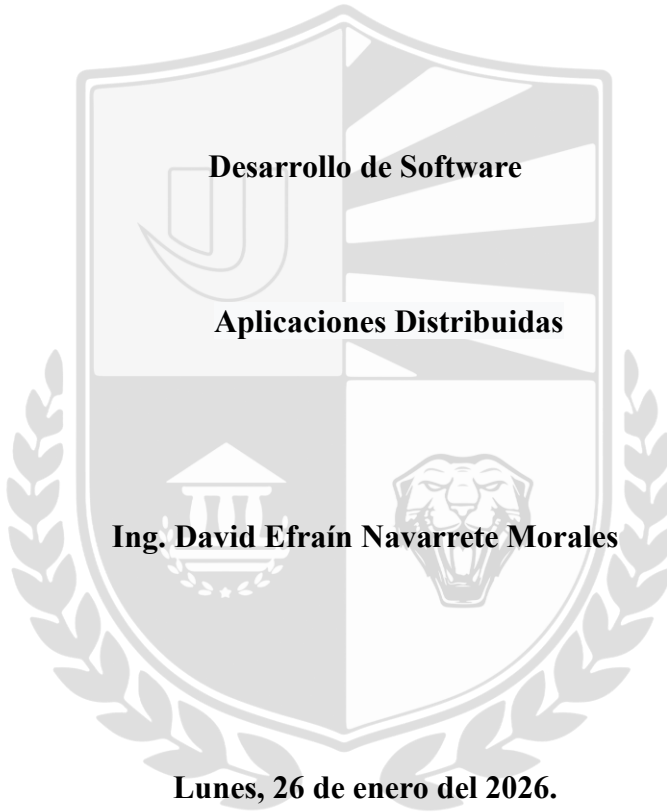 Desarrollo de Software
Aplicaciones Distribuidas
Ing. David Efraín Navarrete Morales
Lunes, 26 de enero del 2026.